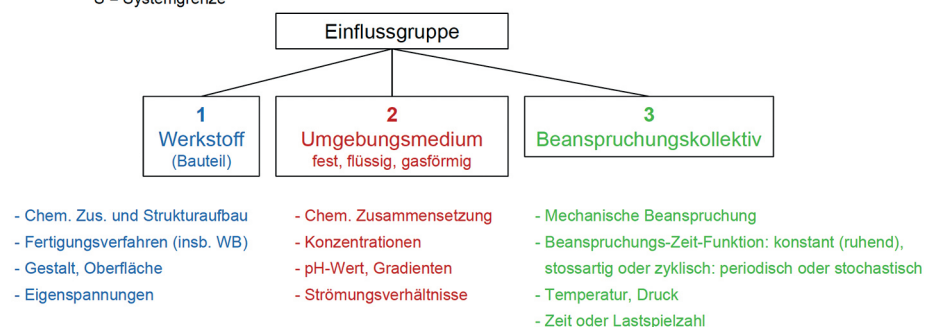 S = Systemgrenze
Einflussgruppe
1
Werkstoff
(Bauteil)
2
Umgebungsmedium
fest, flüssig, gasförmig
3
Beanspruchungskollektiv
- Chem. Zus. und Strukturaufbau
- Fertigungsverfahren (insb. WB)
- Gestalt, Oberfläche
- Eigenspannungen
- Chem. Zusammensetzung
- Konzentrationen
- pH-Wert, Gradienten
- Strömungsverhältnisse
- Mechanische Beanspruchung
- Beanspruchungs-Zeit-Funktion: konstant (ruhend),
stossartig oder zyklisch: periodisch oder stochastisch
- Temperatur, Druck
- Zeit oder Lastspielzahl